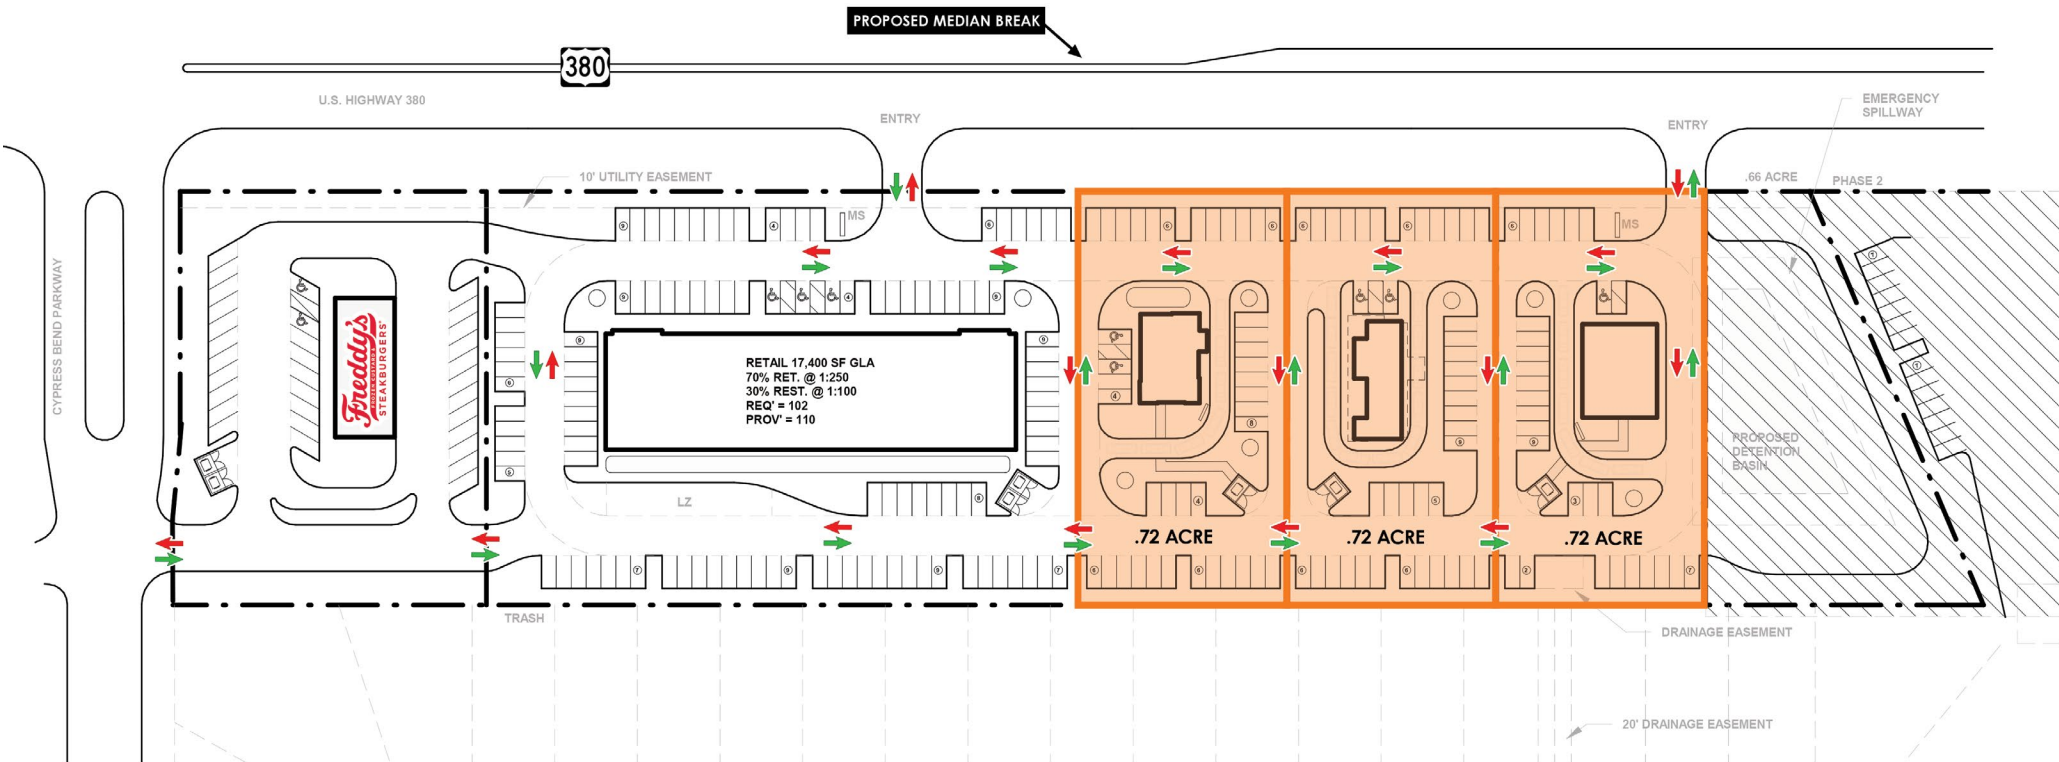 PROPOSED MEDIAN BREAK
380
U.S. HIGHWAY 380
ENTRY
ENTRY
EMERGENCY
SPILLWAY
10' UTILITY EASEMENT
.66 ACRE
PHASE 2
MS
MS
CYPRESS BEND PARKWAY
Freddy's
FROZEN CUSTARD &
STEAKBURGERS
RETAIL 17,400 SF GLA
70% RET. @ 1:250
30% REST. @ 1:100
REQ' = 102
PROV' = 110
PROPOSED
DETENTION
BASIN
LZ
.72 ACRE
.72 ACRE
.72 ACRE
TRASH
DRAINAGE EASEMENT
20' DRAINAGE EASEMENT